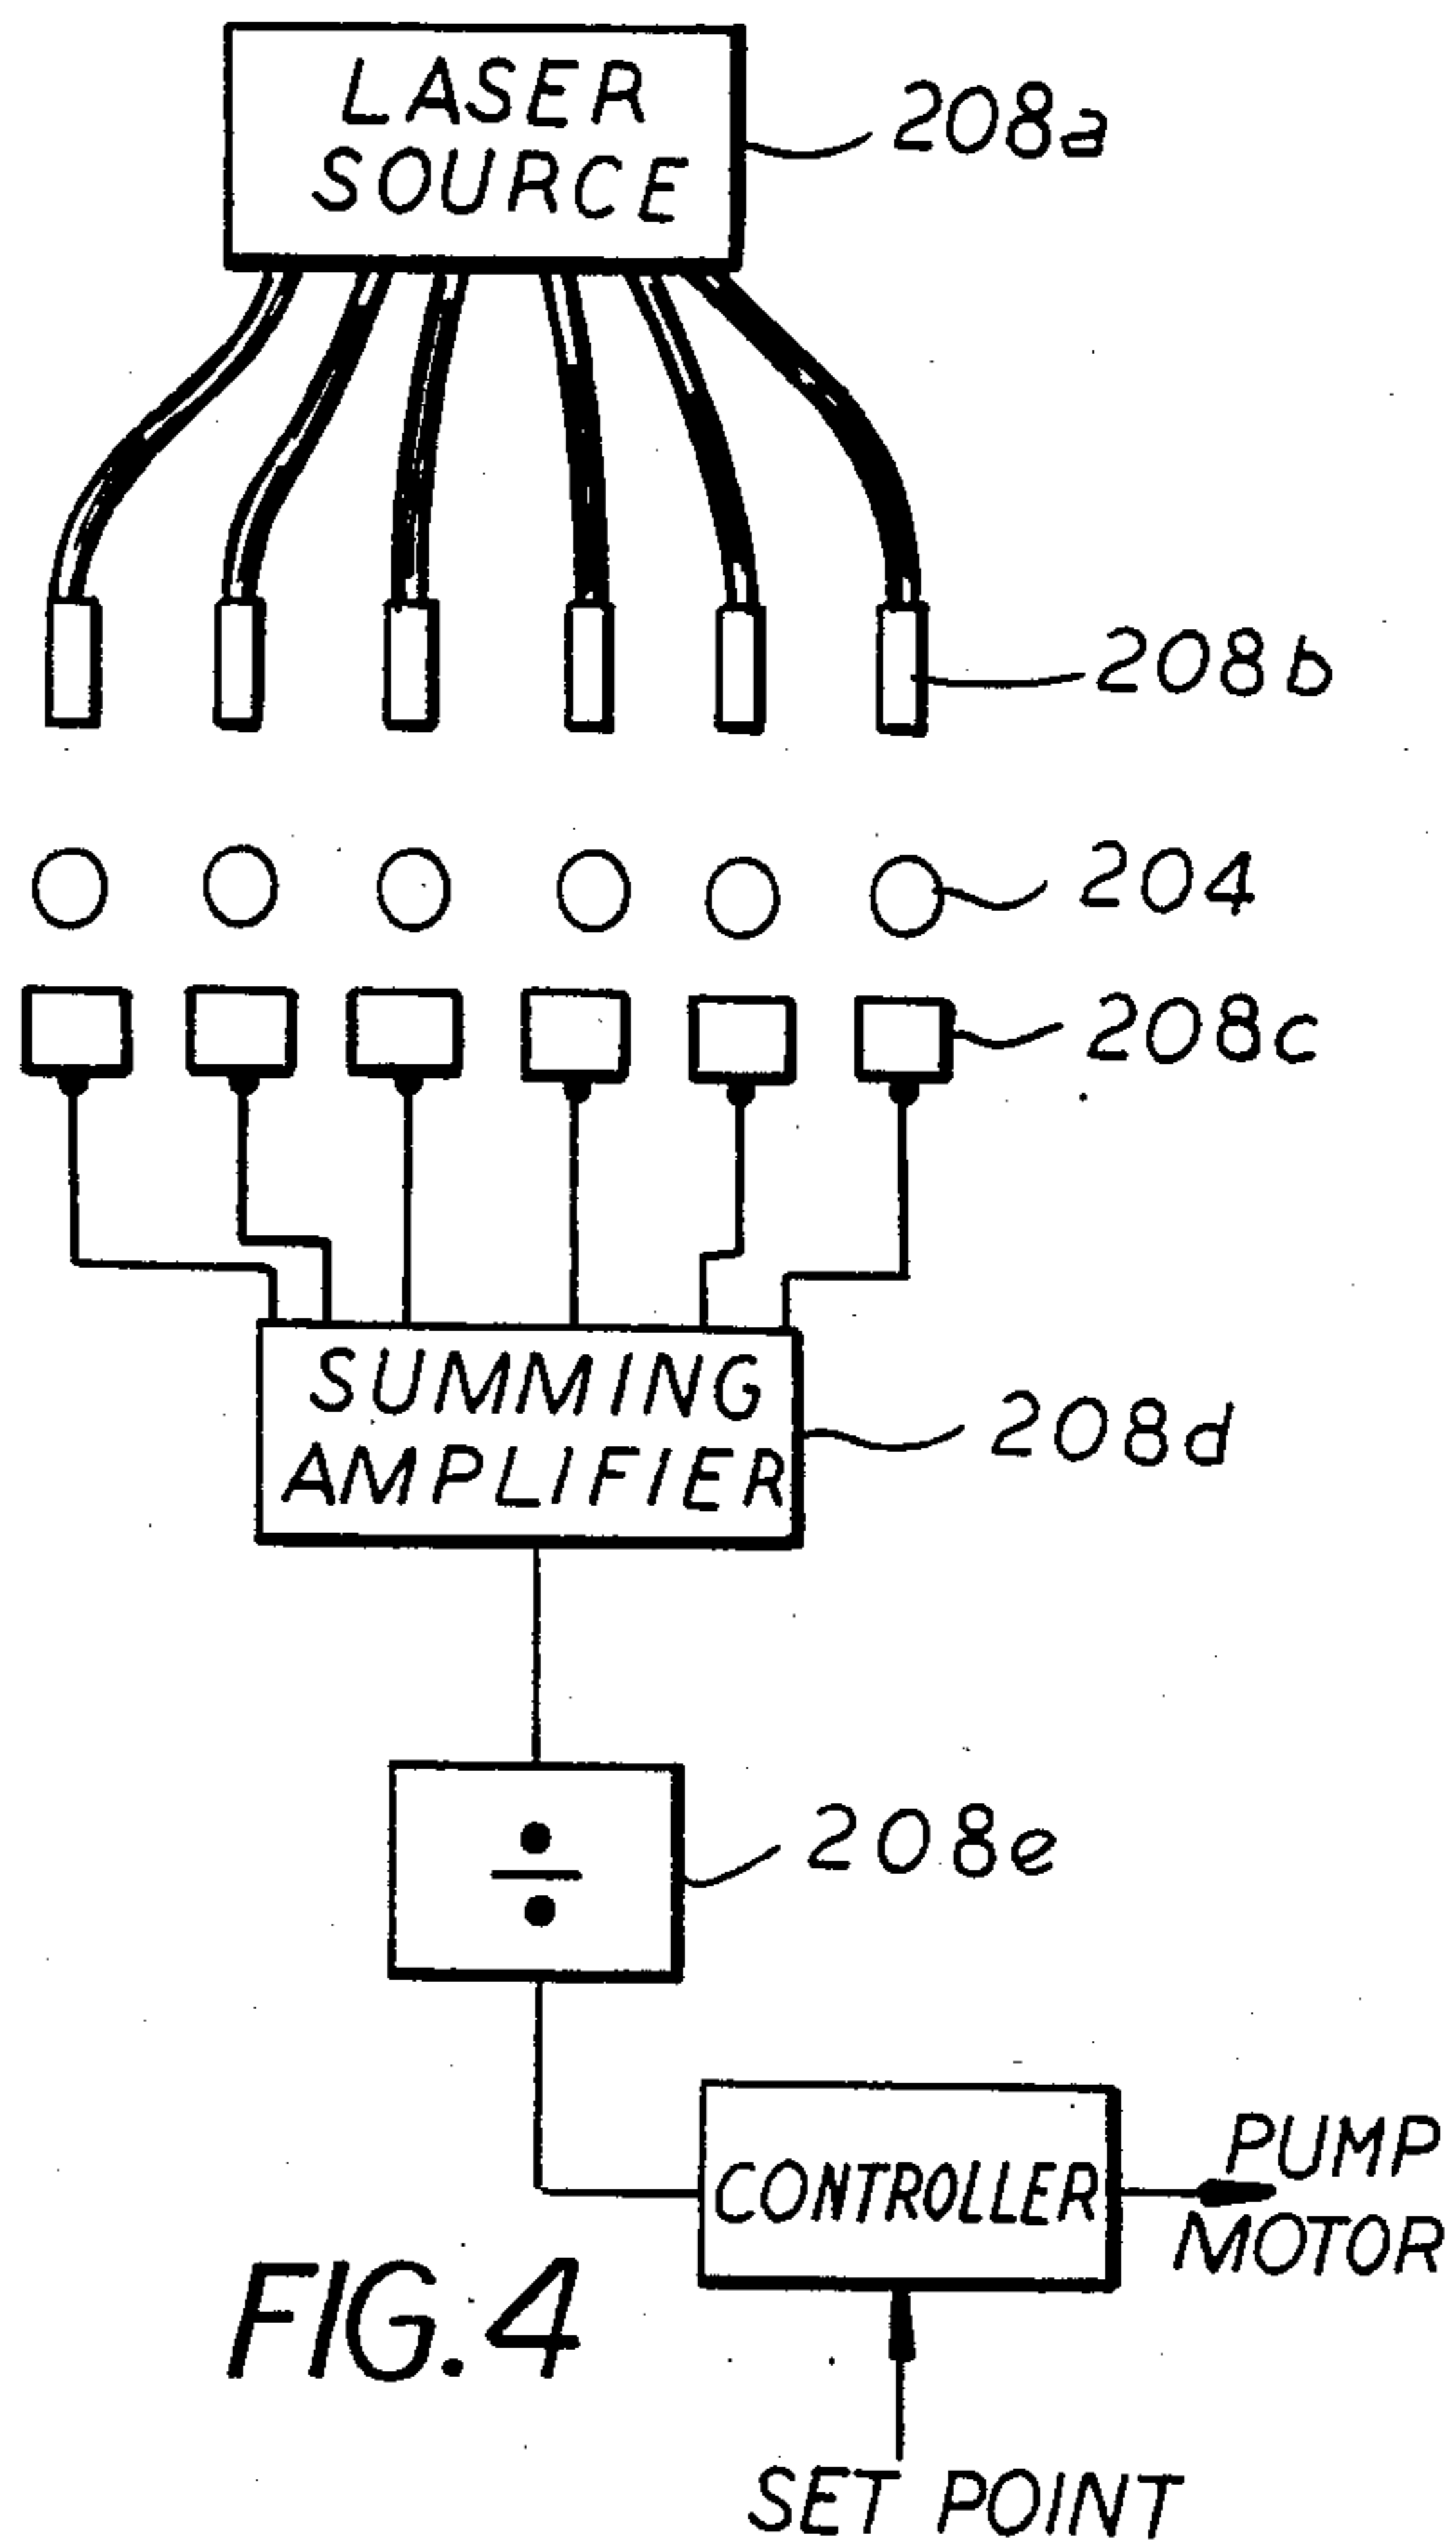 LASER
SOURCE
208a
208b
204
208c
SUMMING
AMPLIFIER
208d
÷
208e
CONTROLLER
PUMP
MOTOR
FIG. 4
SET POINT